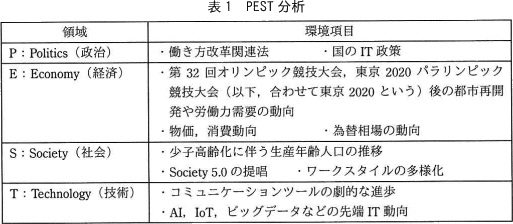 表1 PEST 分析
領域 環境項目
P:Politics(政治) ・働き方改革関連法 ・国の IT 政策
E:Economy(経済) ・第 32 回オリンピック競技大会,東京 2020 パラリンピック
競技大会(以下,合わせて東京 2020 という)後の都市再開
発や労働力需要の動向
・物価,消費動向 ・為替相場の動向
S:Society(社会) ・少子高齢化に伴う生産年齢人口の推移
・Society 5.0 の提唱 ・ワークスタイルの多様化
T:Technology(技術) ・コミュニケーションツールの劇的な進歩
・AI,IoT,ビッグデータなどの先端 IT 動向